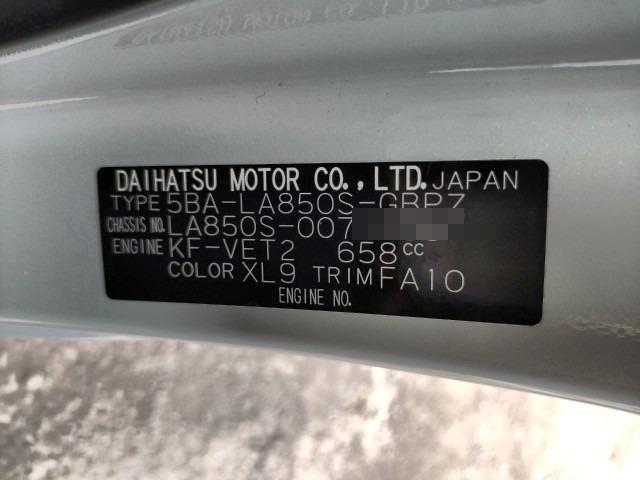 DAIHATSU MOTOR CO., LTD. JAPAN
TYPE 5BA-LA850S-GBPZ
CHASSIS NO. LA850S-007
ENGINE KF-VET2 658cc
COLOR XL9 TRIM FA10
ENGINE NO.